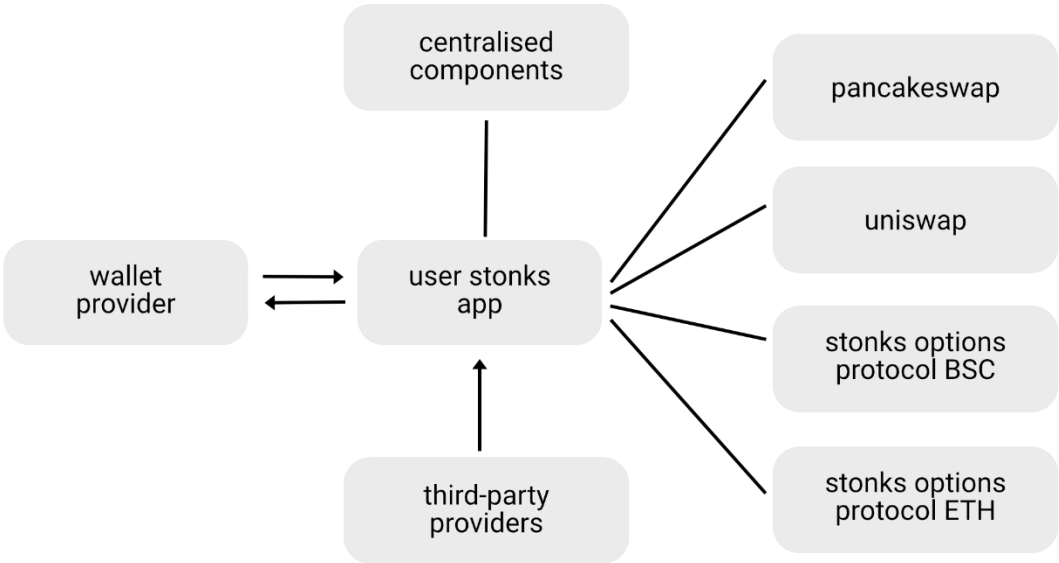 centralised
components
pancakeswap
uniswap
wallet
provider
user stonks
app
stonks options
protocol BSC
third-party
providers
stonks options
protocol ETH